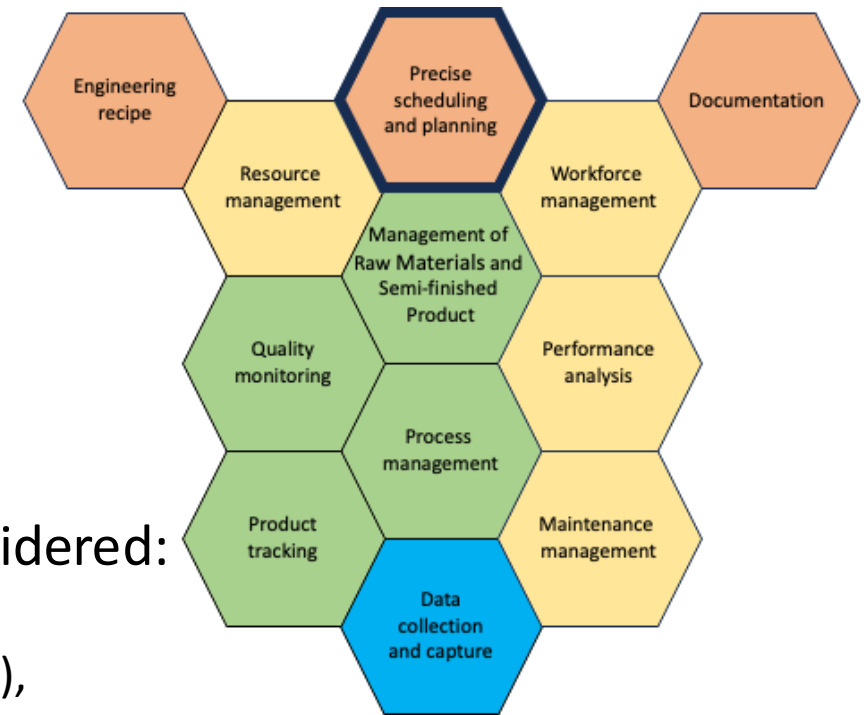 Engineering
recipe
Precise
scheduling
and planning
Documentation
Resource
management
Workforce
management
Management of
Raw Materials and
Semi-finished
Product
Quality
monitoring
Performance
analysis
Process
management
Product
tracking
Maintenance
management
idered:
Data
collection
and capture
),